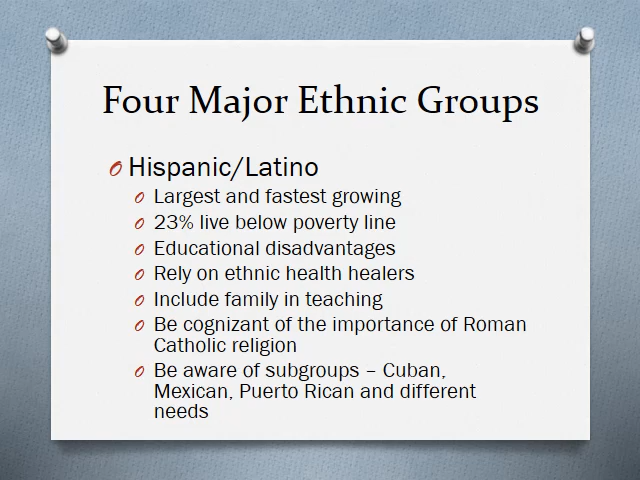 Four Major Ethnic Groups
Hispanic/Latino
Largest and fastest growing
23% live below poverty line
Educational disadvantages
Rely on ethnic health healers
Include family in teaching
Be cognizant of the importance of Roman
Catholic religion
Be aware of subgroups – Cuban,
Mexican, Puerto Rican and different
needs